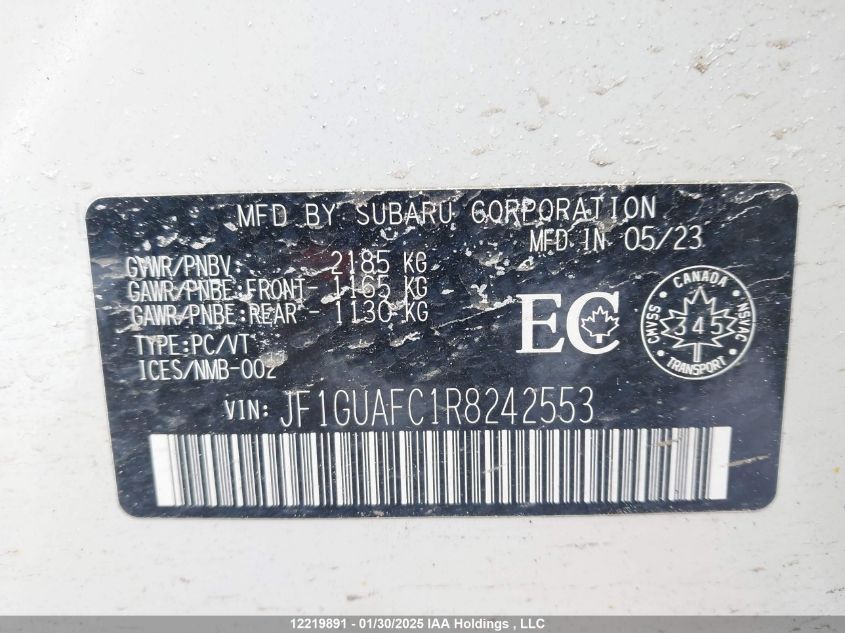 MFD BY SUBARU CORPORATION
MFD IN 05/23
GVWR/PNBV: 2185 KG
GAWR/PNBE:FRONT- 1165 KG
GAWR/PNBE:REAR - 1130 KG
TYPE:PC/VT
ICES/NMB-002
EC
CANADA
CMVSS 345 NSVAC
TRANSPORT
VIN: JF1GUAFC1R8242553
12219891 - 01/30/2025 IAA Holdings , LLC